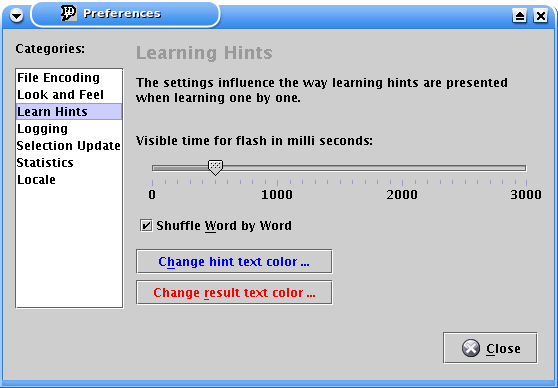 Preferences
Categories:
File Encoding
Look and Feel
Learn Hints
Logging
Selection Update
Statistics
Locale
Learning Hints
The settings influence the way learning hints are presented
when learning one by one.
Visible time for flash in milli seconds:
0 1000 2000 3000
Shuffle Word by Word
Change hint text color ...
Change result text color ...
Close